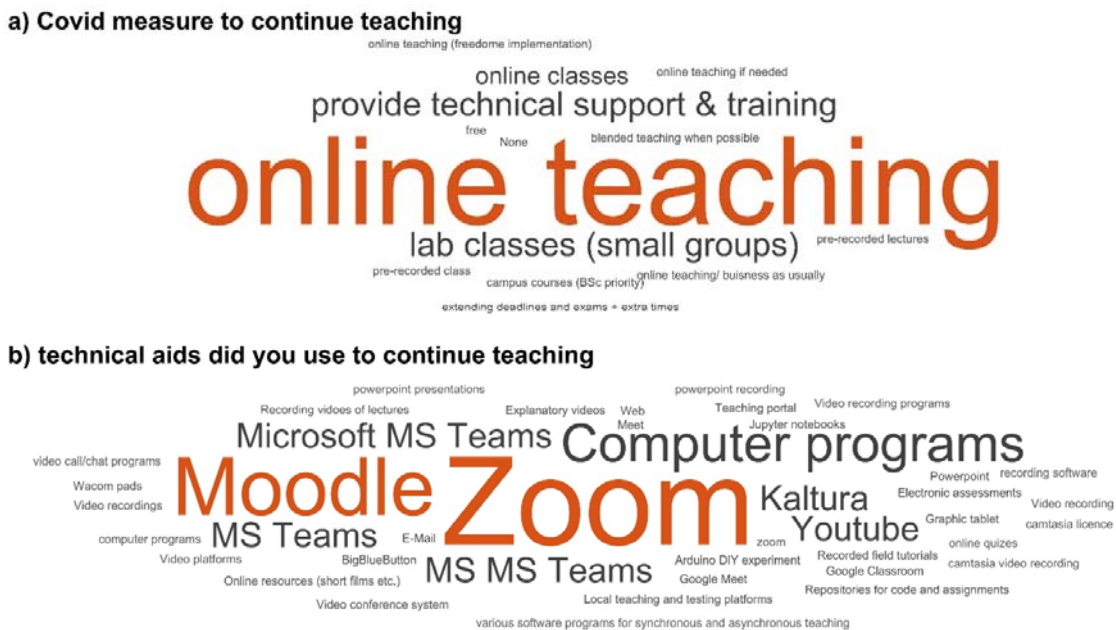 a) Covid measure to continue teaching
online teaching (freedome implementation)
online classes
online teaching if needed
provide technical support & training
free
None
blended teaching when possible
online teaching
lab classes (small groups)
pre-recorded lectures
pre-recorded class
campus courses (BSc priority)
online teaching/ buisness as usually
extending deadlines and exams + extra times
b) technical aids did you use to continue teaching
powerpoint presentations
powerpoint recording
Recording vidoes of lectures
Explanatory videos
Web
Meet
Teaching portal
Video recording programs
Jupyter notebooks
Microsoft MS Teams
Computer programs
video call/chat programs
Moodle
Zoom
Powerpoint
recording software
Wacom pads
Kaltura
Electronic assessments
Video recordings
Video recording
Youtube
Graphic tablet
camtasia licence
computer programs
MS Teams
E-Mail
zoom
online quizes
Video platforms
BigBlueButton
Arduino DIY experiment
Recorded field tutorials
camtasia video recording
MS MS Teams
Google Classroom
Online resources (short films etc.)
Google Meet
Repositories for code and assignments
Video conference system
Local teaching and testing platforms
various software programs for synchronous and asynchronous teaching